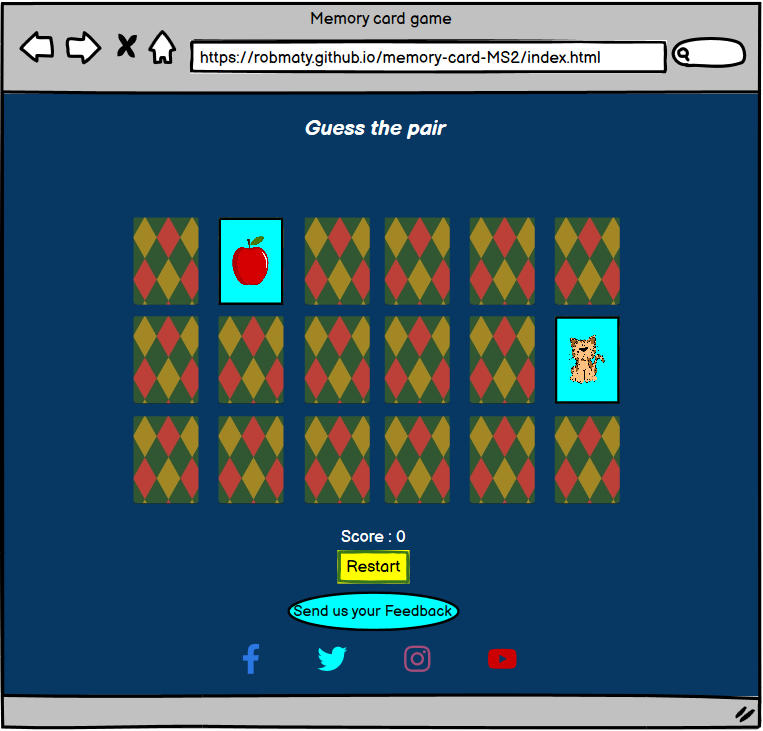 Memory card game
https://robmaty.github.io/memory-card-MS2/index.html
Guess the pair
Score : 0
Restart
Send us your Feedback